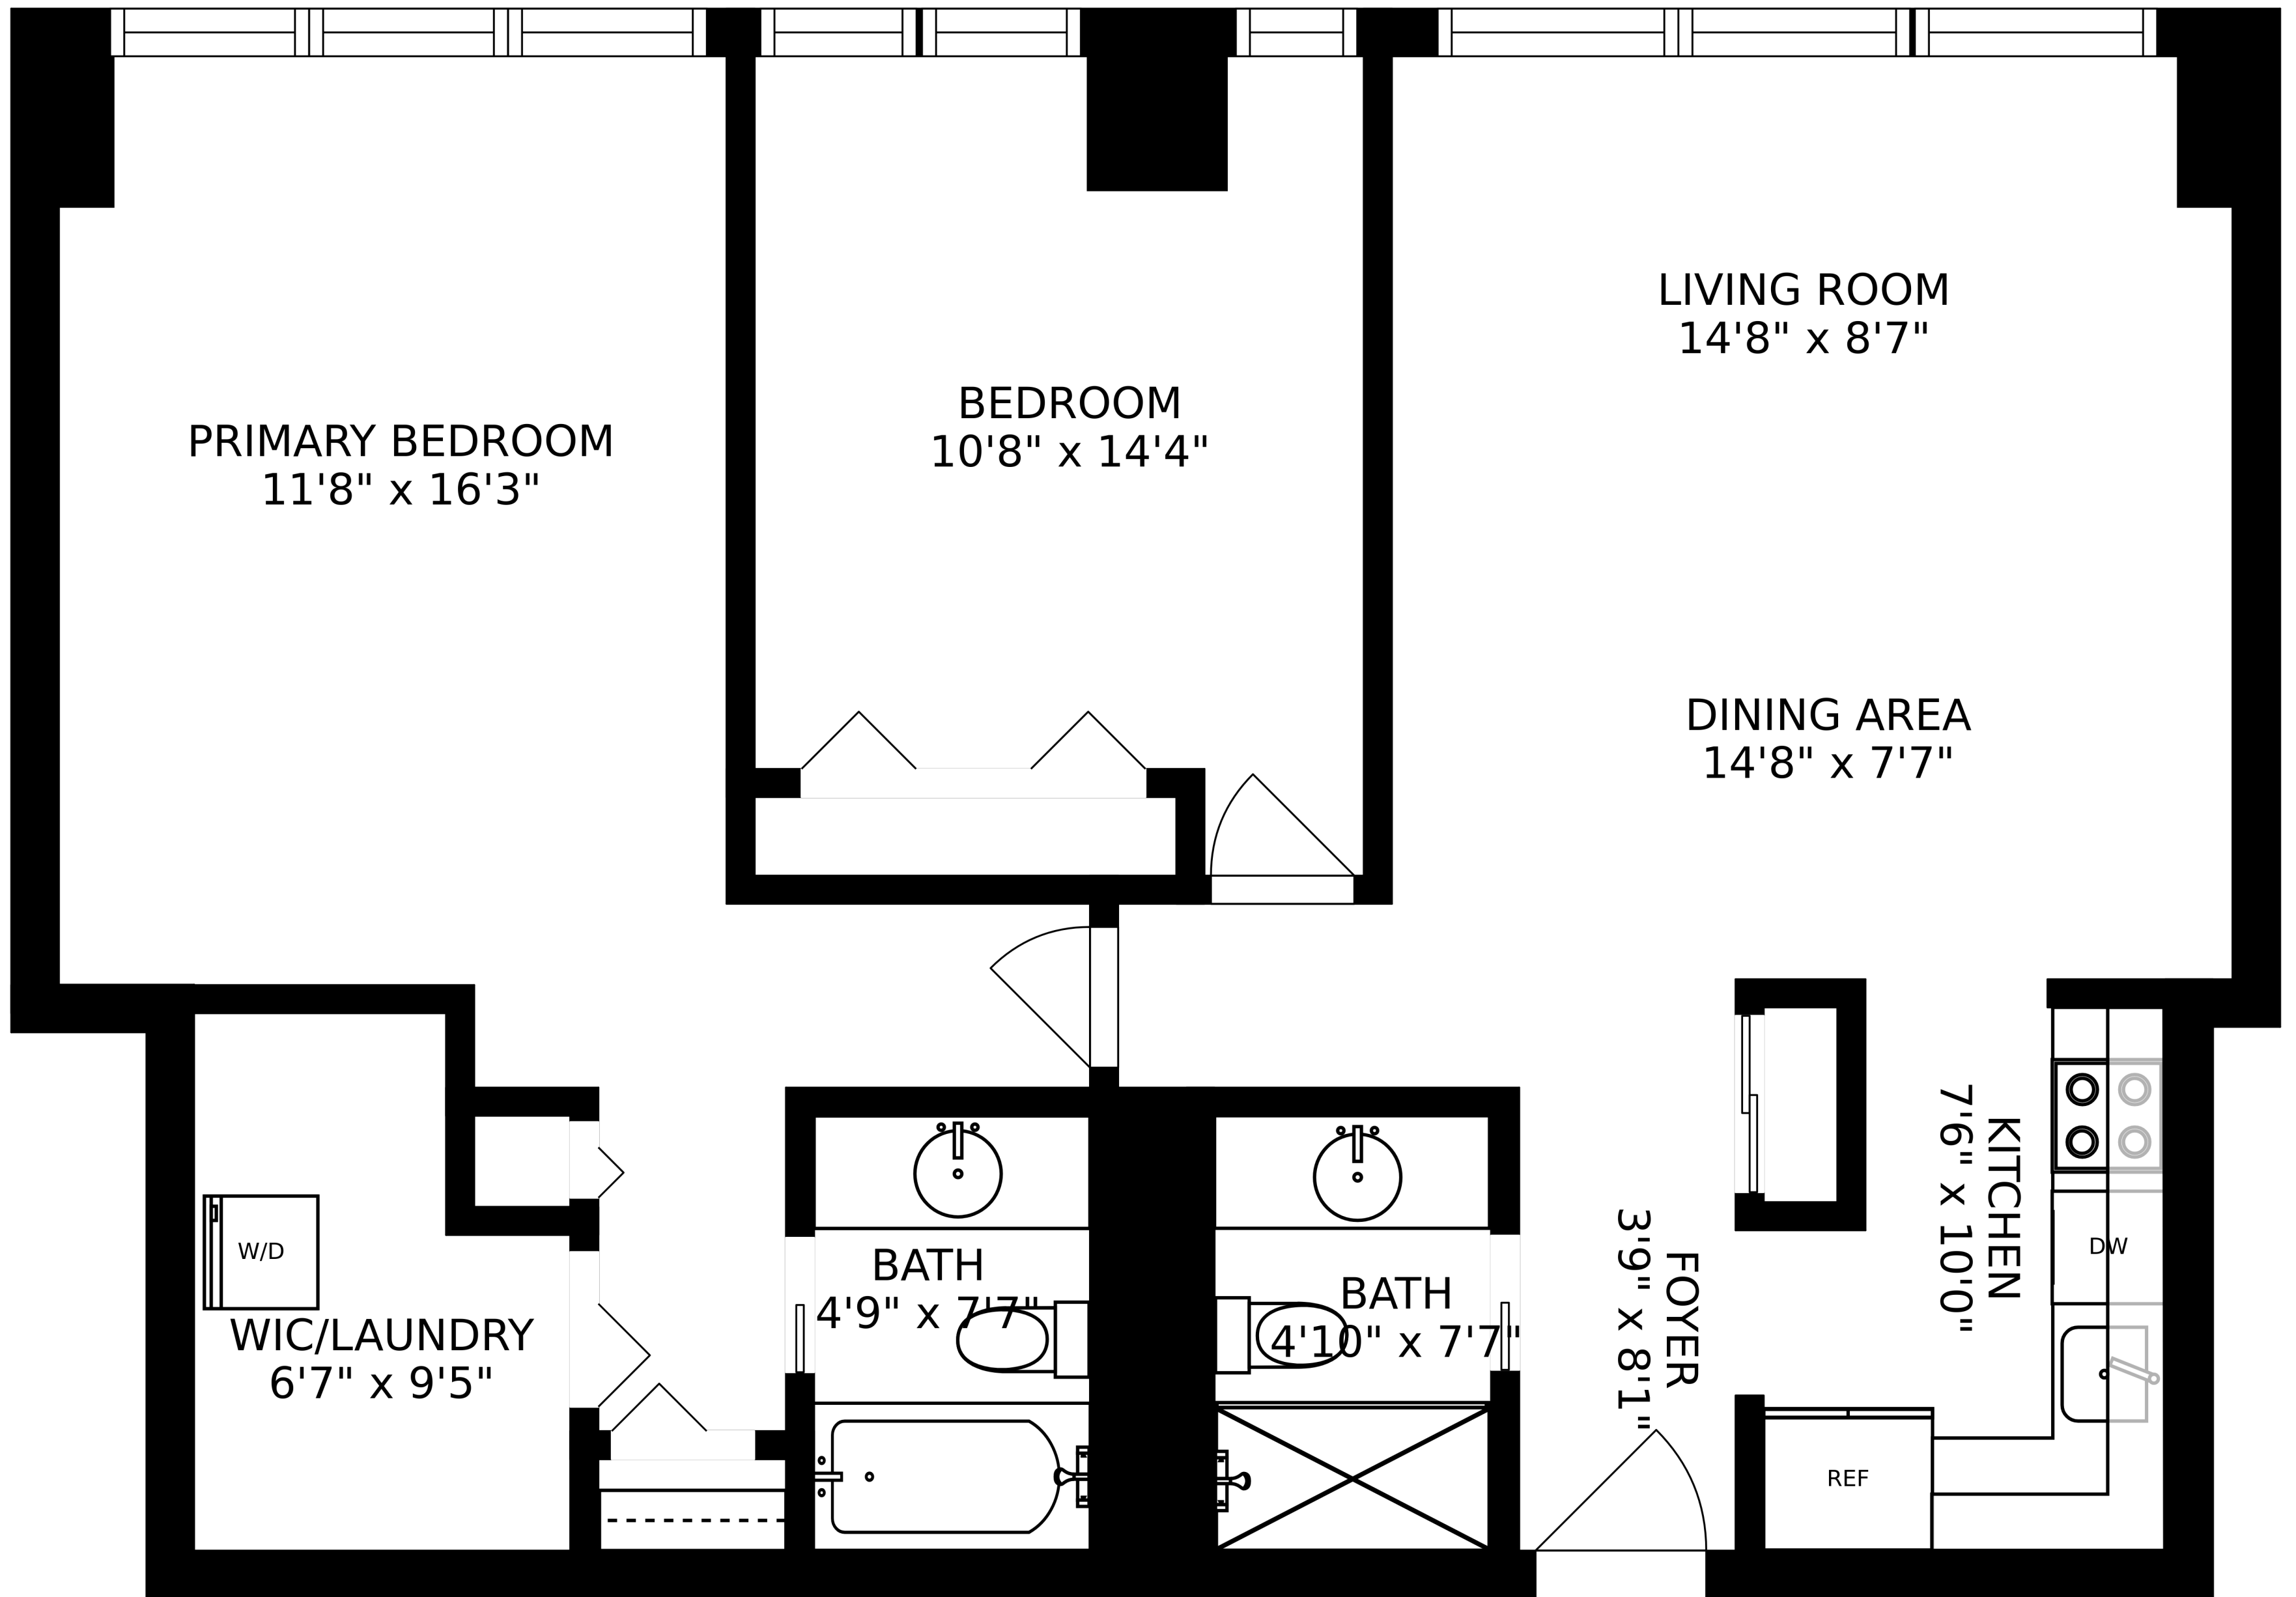 LIVING ROOM
14'8" x 8'7"
BEDROOM
10'8" x 14'4"
PRIMARY BEDROOM
11'8" x 16'3"
DINING AREA
14'8" x 7'7"
KITCHEN
7'6" x 10'0"
DW
W/D
BATH
4'9" x 7'7"
BATH
4'10" x 7'7"
FOYER
3'9" x 8'1"
WIC/LAUNDRY
6'7" x 9'5"
REF